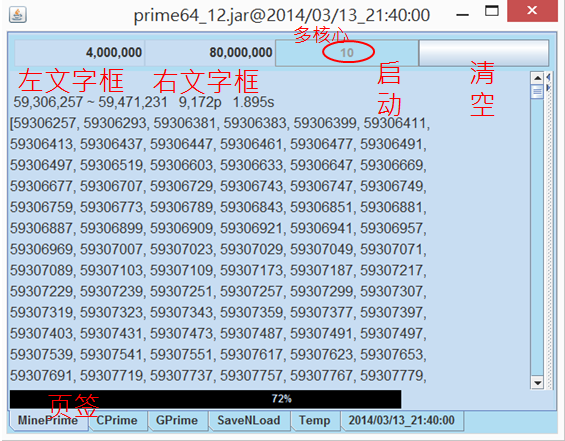 prime64_12.jar@2014/03/13_21:40:00
多核心
4,000,000 80,000,000 10
左文字框 右文字框 启动 清空
59,306,257 ~ 59,471,231 9,172p 1.895s
[59306257, 59306293, 59306381, 59306383, 59306399, 59306411,
59306413, 59306437, 59306447, 59306461, 59306477, 59306491,
59306497, 59306519, 59306603, 59306633, 59306647, 59306669,
59306677, 59306707, 59306729, 59306743, 59306747, 59306749,
59306759, 59306773, 59306789, 59306843, 59306851, 59306881,
59306887, 59306899, 59306909, 59306921, 59306941, 59306957,
59306969, 59307007, 59307023, 59307029, 59307049, 59307071,
59307089, 59307103, 59307109, 59307173, 59307187, 59307217,
59307229, 59307239, 59307251, 59307257, 59307299, 59307307,
59307319, 59307323, 59307343, 59307359, 59307377, 59307397,
59307403, 59307431, 59307473, 59307487, 59307491, 59307497,
59307539, 59307541, 59307551, 59307617, 59307623, 59307653,
59307691, 59307719, 59307737, 59307757, 59307767, 59307779,
页签
72%
MinePrime CPrime GPrime SaveNLoad Temp 2014/03/13_21:40:00